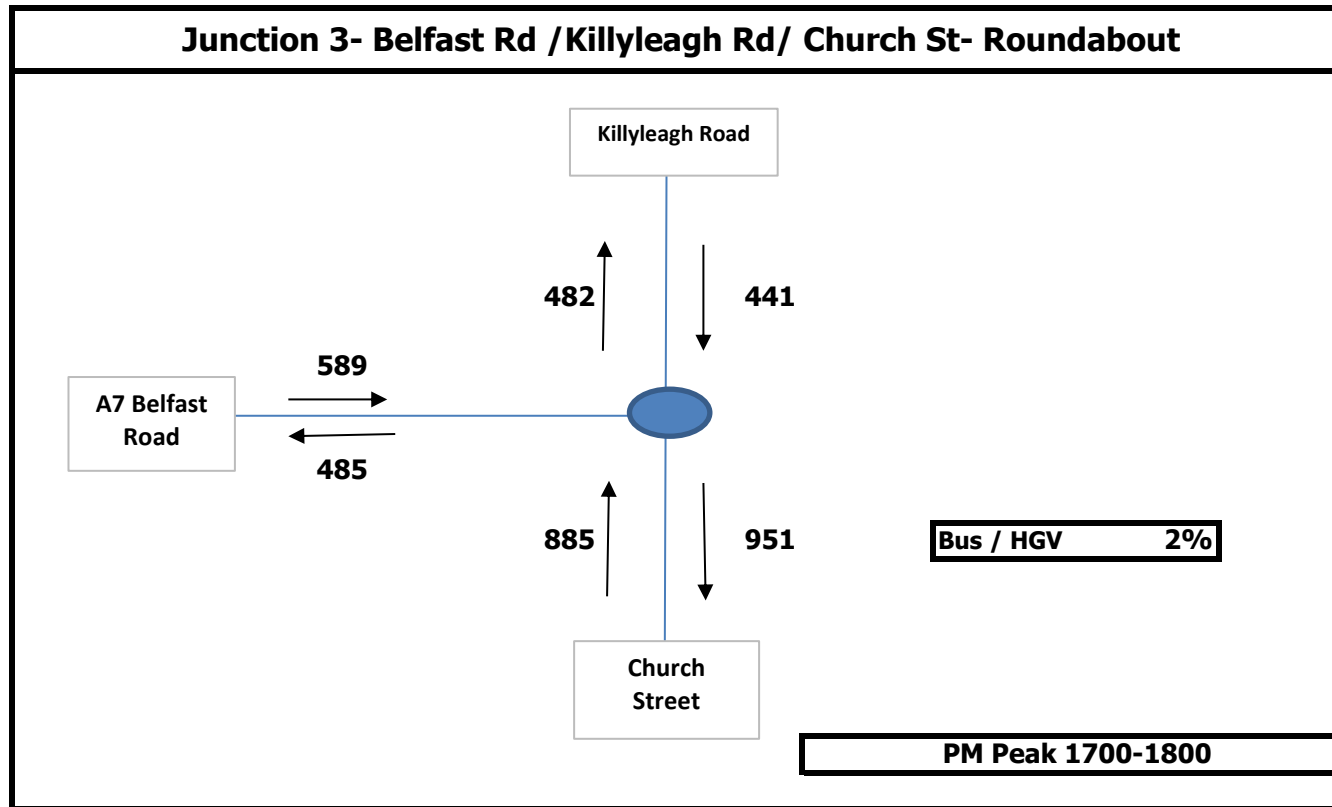 Junction 3- Belfast Rd /Killyleagh Rd/ Church St- Roundabout
Killyleagh Road
482
441
589
A7 Belfast
Road
485
885
951
Bus / HGV 2%
Church
Street
PM Peak 1700-1800